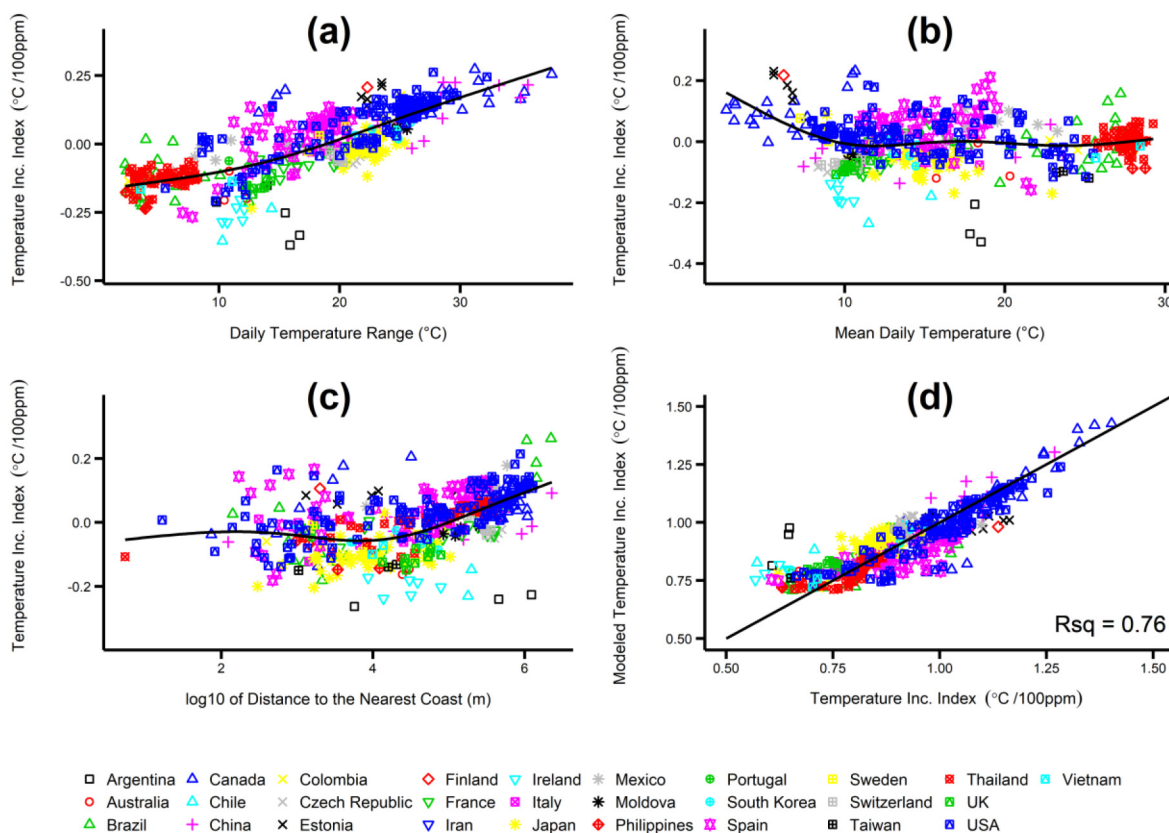 (a)
Temperature Inc. Index (°C /100ppm)
0.25
0.00
-0.25
-0.50
10
20
30
Daily Temperature Range (°C)
(b)
Temperature Inc. Index (°C /100ppm)
0.2
0.0
-0.2
-0.4
10
20
30
Mean Daily Temperature (°C)
(c)
Temperature Inc. Index (°C /100ppm)
0.2
0.0
-0.2
2
4
6
log10 of Distance to the Nearest Coast (m)
(d)
Modeled Temperature Inc. Index (°C /100ppm)
1.50
1.25
1.00
0.75
0.50
Rsq = 0.76
0.50
0.75
1.00
1.25
1.50
Temperature Inc. Index (°C /100ppm)
Argentina Canada Colombia Finland Ireland Mexico Portugal Sweden Thailand Vietnam
Australia Chile Czech Republic France Italy Moldova South Korea Switzerland UK
Brazil China Estonia Iran Japan Philippines Spain Taiwan USA